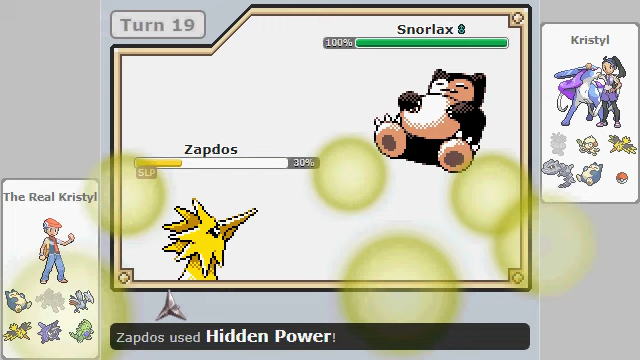 Turn 19
Snorlax
100%
Kristyl
Zapdos
30%
SLP
The Real Kristyl
Zapdos used Hidden Power!